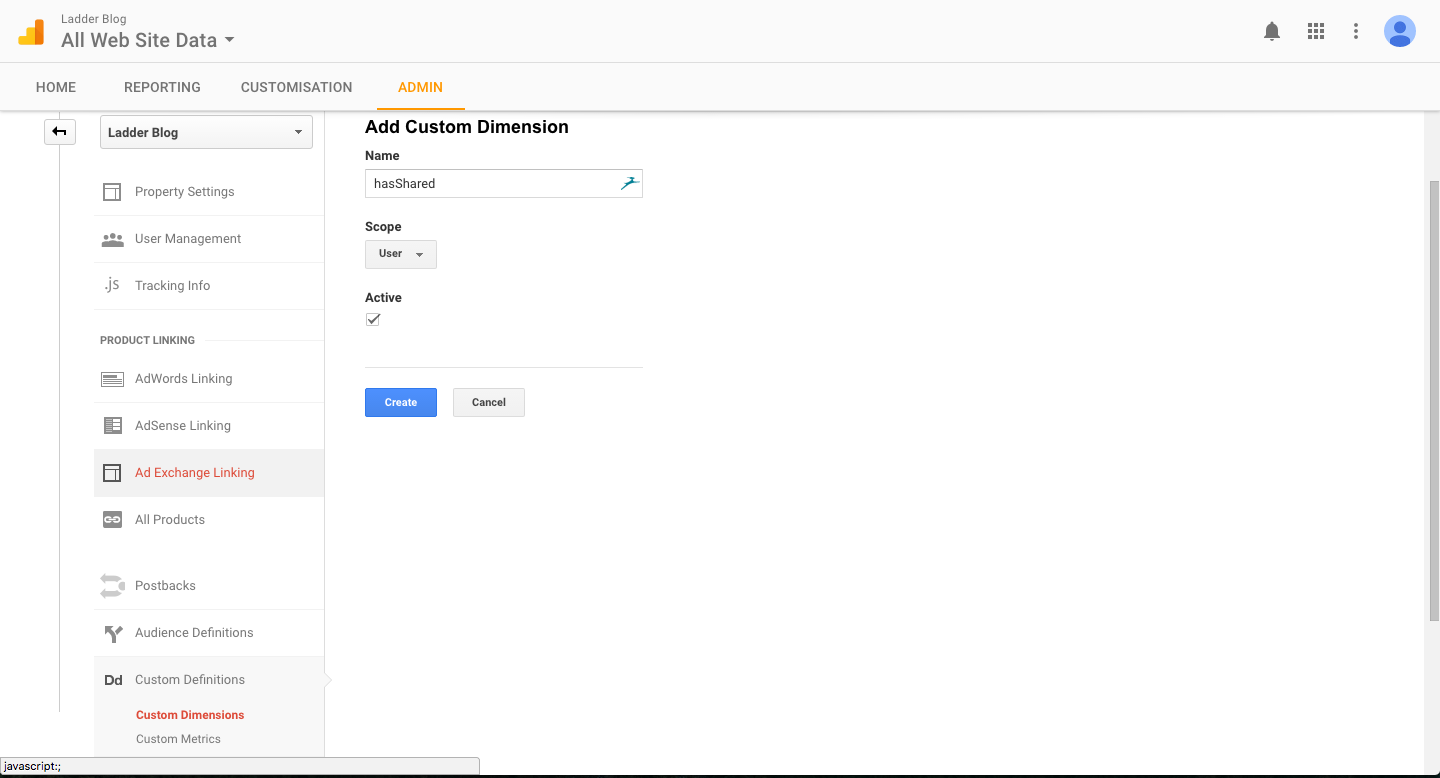 Ladder Blog
All Web Site Data
HOME
REPORTING
CUSTOMISATION
ADMIN
Ladder Blog
Property Settings
User Management
.js Tracking Info
PRODUCT LINKING
AdWords Linking
AdSense Linking
Ad Exchange Linking
All Products
Postbacks
Audience Definitions
Dd Custom Definitions
Custom Dimensions
Custom Metrics
Add Custom Dimension
Name
hasShared
Scope
User
Active
Create
Cancel
javascript:;